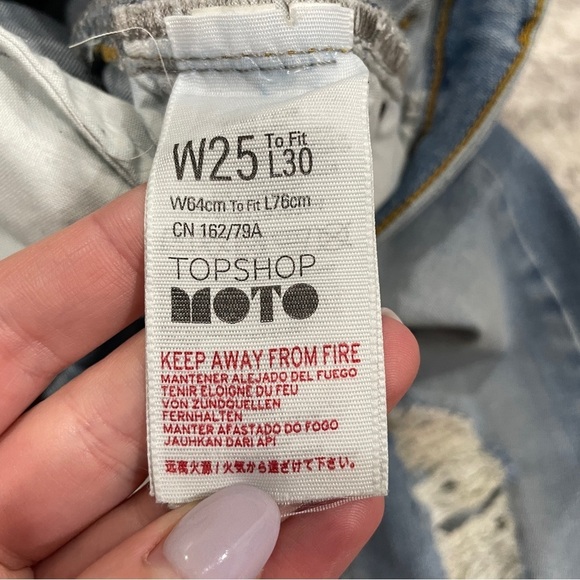 W25 To Fit L30
W64cm To Fit L76cm
CN 162/79A
TOPSHOP
MOTO
KEEP AWAY FROM FIRE
MANTENER ALEJADO DEL FUEGO
TENIR ELOIGNE DU FEU
VON ZUNDQUELLEN
FERNHALTEN
MANTER AFASTADO DO FOGO
JAUHKAN DARI API
远离火源 / 火気から遠ざけて下さい。